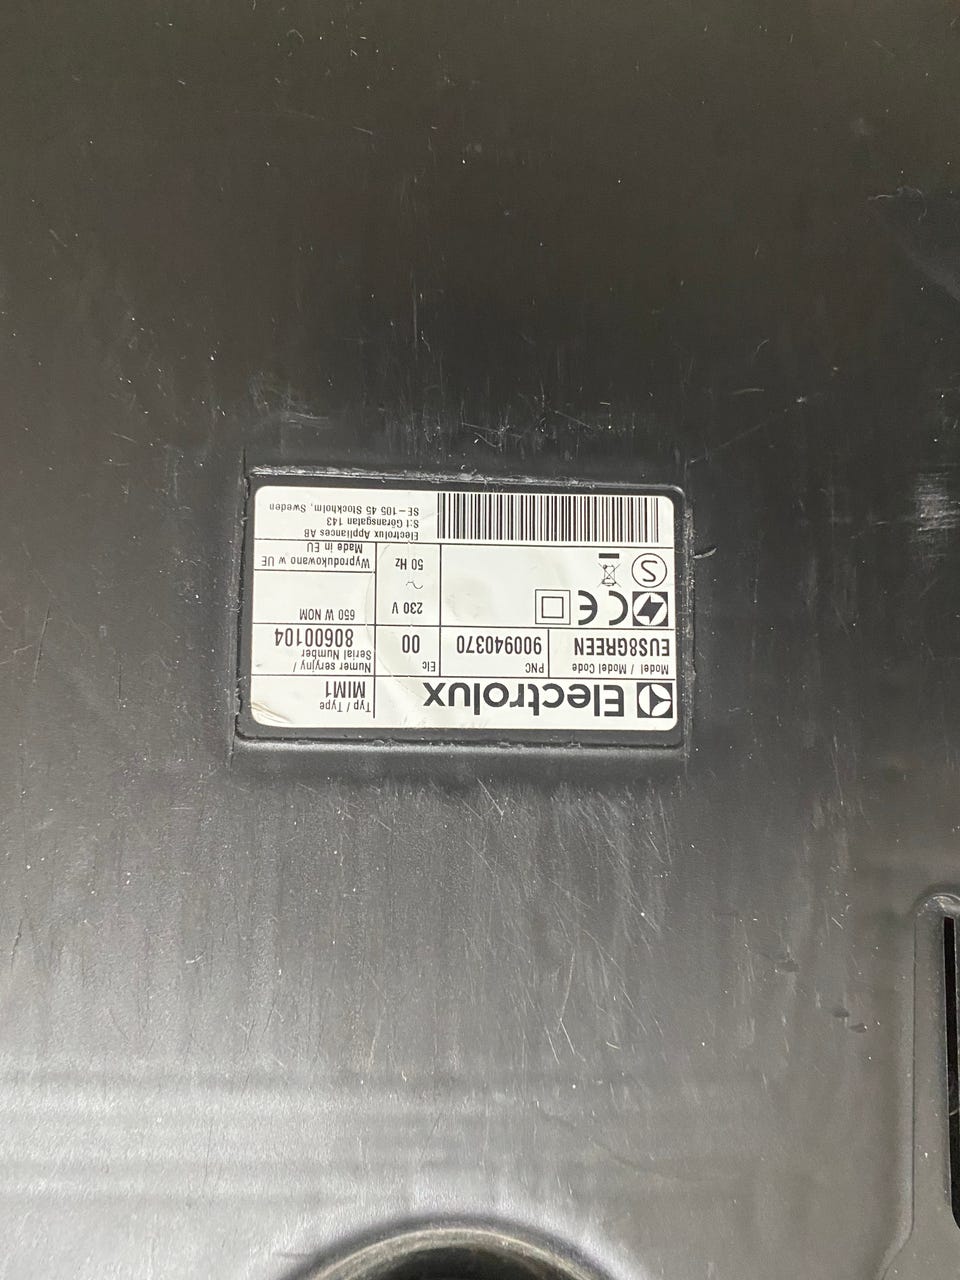 Electrolux
Typ / Type
MIM1
Model / Model Code
EUS8GREEN
PNC
900940370
Elc
00
Numer seryjny /
Serial Number
80600104
230 V
~
50 Hz
650 W NOM
Wyprodukowano w UE
Made in EU
CE
S
Electrolux Appliances AB
S:t Göransgatan 143
SE-105 45 Stockholm, Sweden